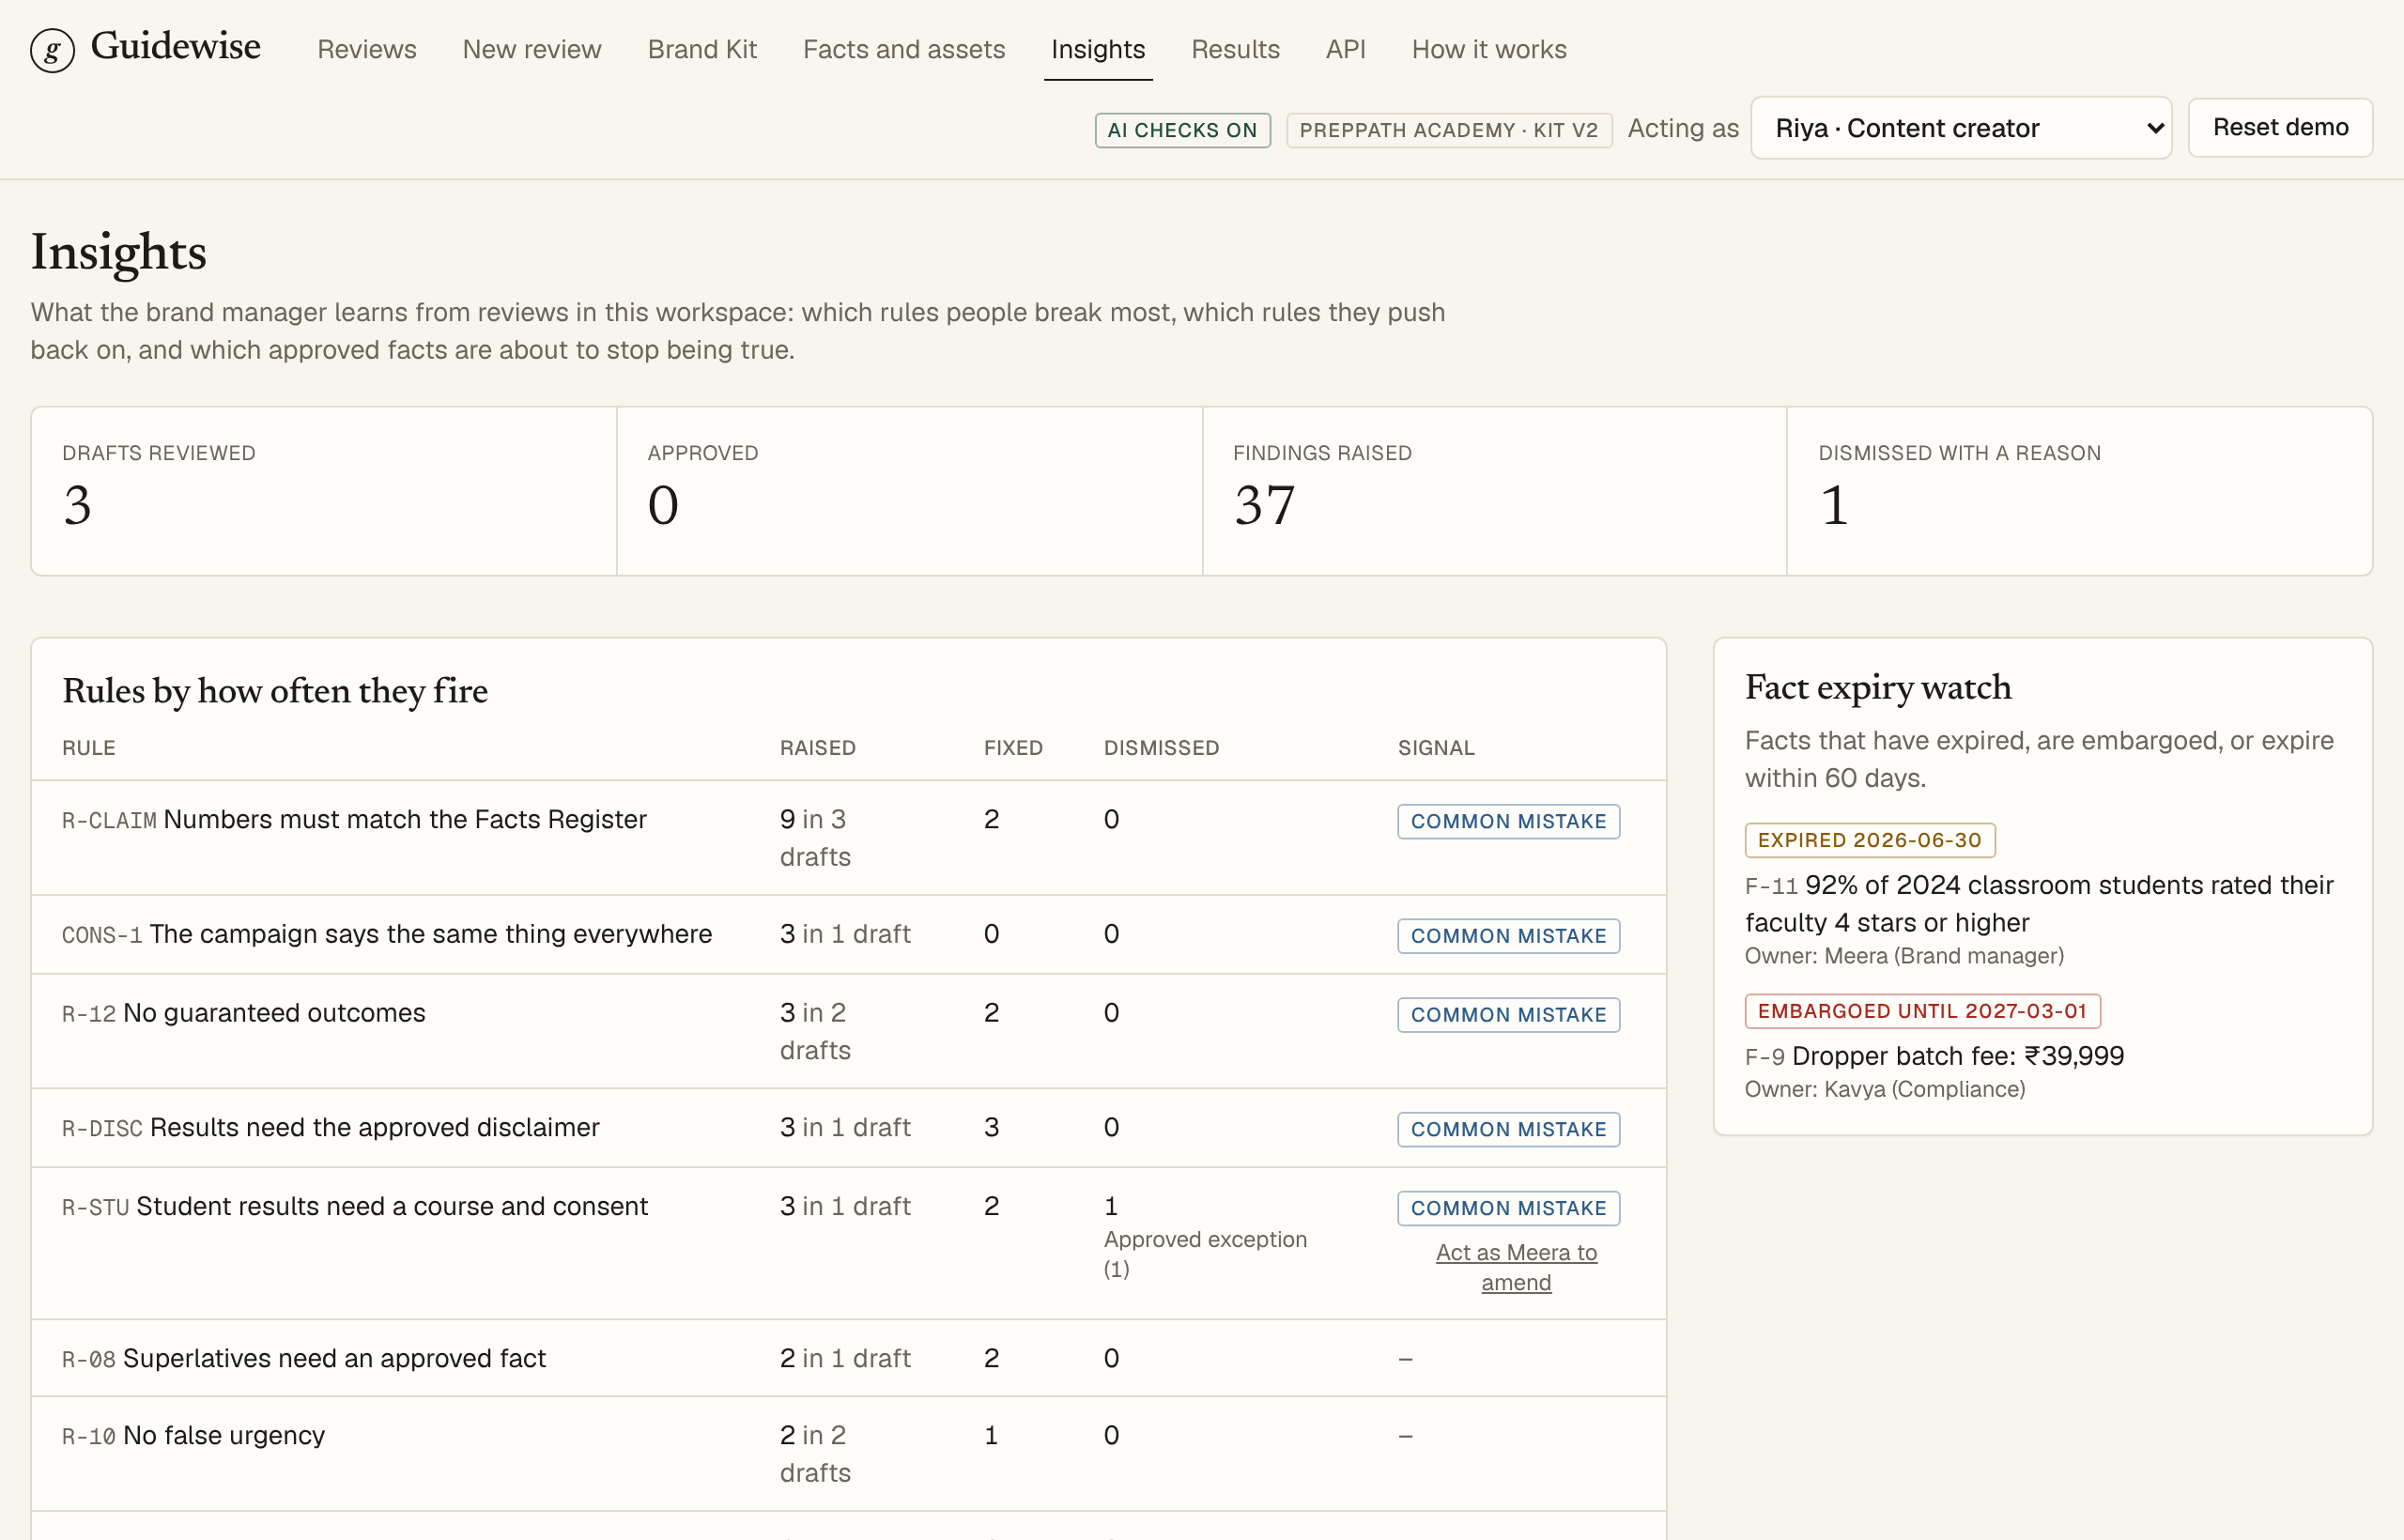 g Guidewise Reviews New review Brand Kit Facts and assets Insights Results API How it works
AI CHECKS ON PREPPATH ACADEMY · KIT V2 Acting as Riya · Content creator Reset demo
Insights
What the brand manager learns from reviews in this workspace: which rules people break most, which rules they push
back on, and which approved facts are about to stop being true.
DRAFTS REVIEWED
3
APPROVED
0
FINDINGS RAISED
37
DISMISSED WITH A REASON
1
Rules by how often they fire
RULE RAISED FIXED DISMISSED SIGNAL
R-CLAIM Numbers must match the Facts Register 9 in 3 2 0 COMMON MISTAKE
drafts
CONS-1 The campaign says the same thing everywhere 3 in 1 draft 0 0 COMMON MISTAKE
R-12 No guaranteed outcomes 3 in 2 2 0 COMMON MISTAKE
drafts
R-DISC Results need the approved disclaimer 3 in 1 draft 3 0 COMMON MISTAKE
R-STU Student results need a course and consent 3 in 1 draft 2 1 COMMON MISTAKE
Approved exception Act as Meera to
(1) amend
R-08 Superlatives need an approved fact 2 in 1 draft 2 0 –
R-10 No false urgency 2 in 2 1 0 –
drafts
Fact expiry watch
Facts that have expired, are embargoed, or expire
within 60 days.
EXPIRED 2026-06-30
F-11 92% of 2024 classroom students rated their
faculty 4 stars or higher
Owner: Meera (Brand manager)
EMBARGOED UNTIL 2027-03-01
F-9 Dropper batch fee: ₹39,999
Owner: Kavya (Compliance)